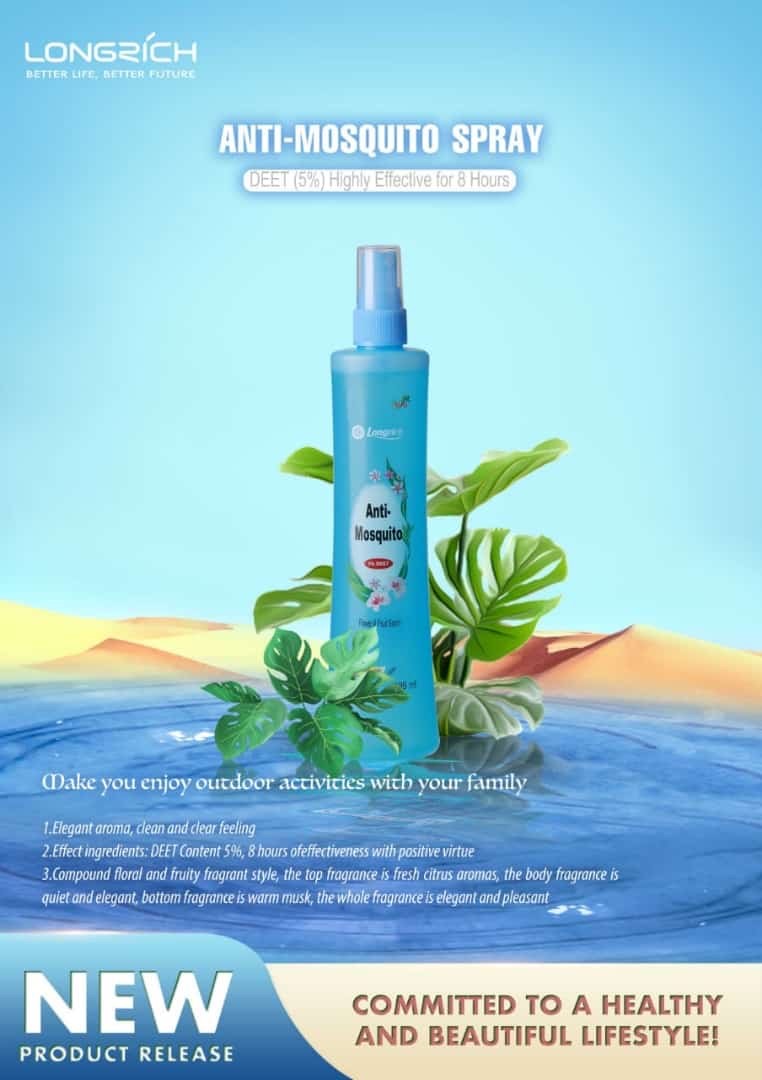 LONGRICH
BETTER LIFE, BETTER FUTURE
ANTI-MOSQUITO SPRAY
DEET (5%) Highly Effective for 8 Hours
Longrich
Anti-
Mosquito
5% DEET
ml
Make you enjoy outdoor activities with your family
1.Elegant aroma, clean and clear feeling
2.Effect ingredients: DEET Content 5%, 8 hours ofeffectiveness with positive virtue
3.Compound floral and fruity fragrant style, the top fragrance is fresh citrus aromas, the body fragrance is
quiet and elegant, bottom fragrance is warm musk, the whole fragrance is elegant and pleasant
NEW
PRODUCT RELEASE
COMMITTED TO A HEALTHY
AND BEAUTIFUL LIFESTYLE!